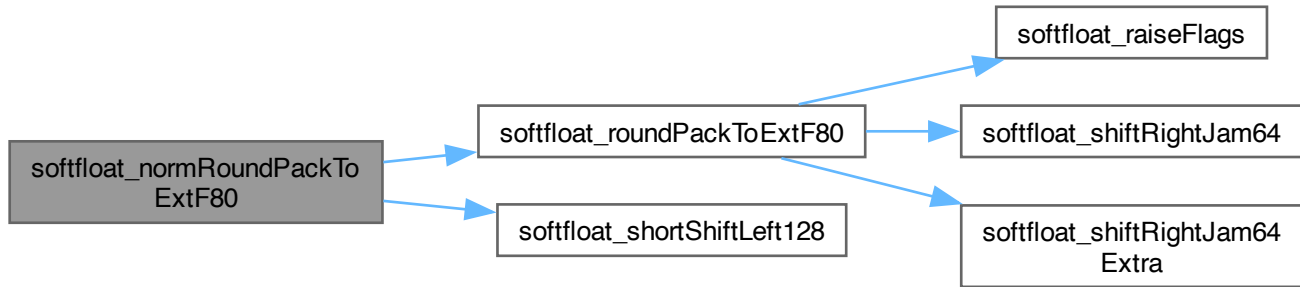 softfloat_normRoundPackTo
ExtF80
softfloat_roundPackToExtF80
softfloat_shortShiftLeft128
softfloat_raiseFlags
softfloat_shiftRightJam64
softfloat_shiftRightJam64
Extra